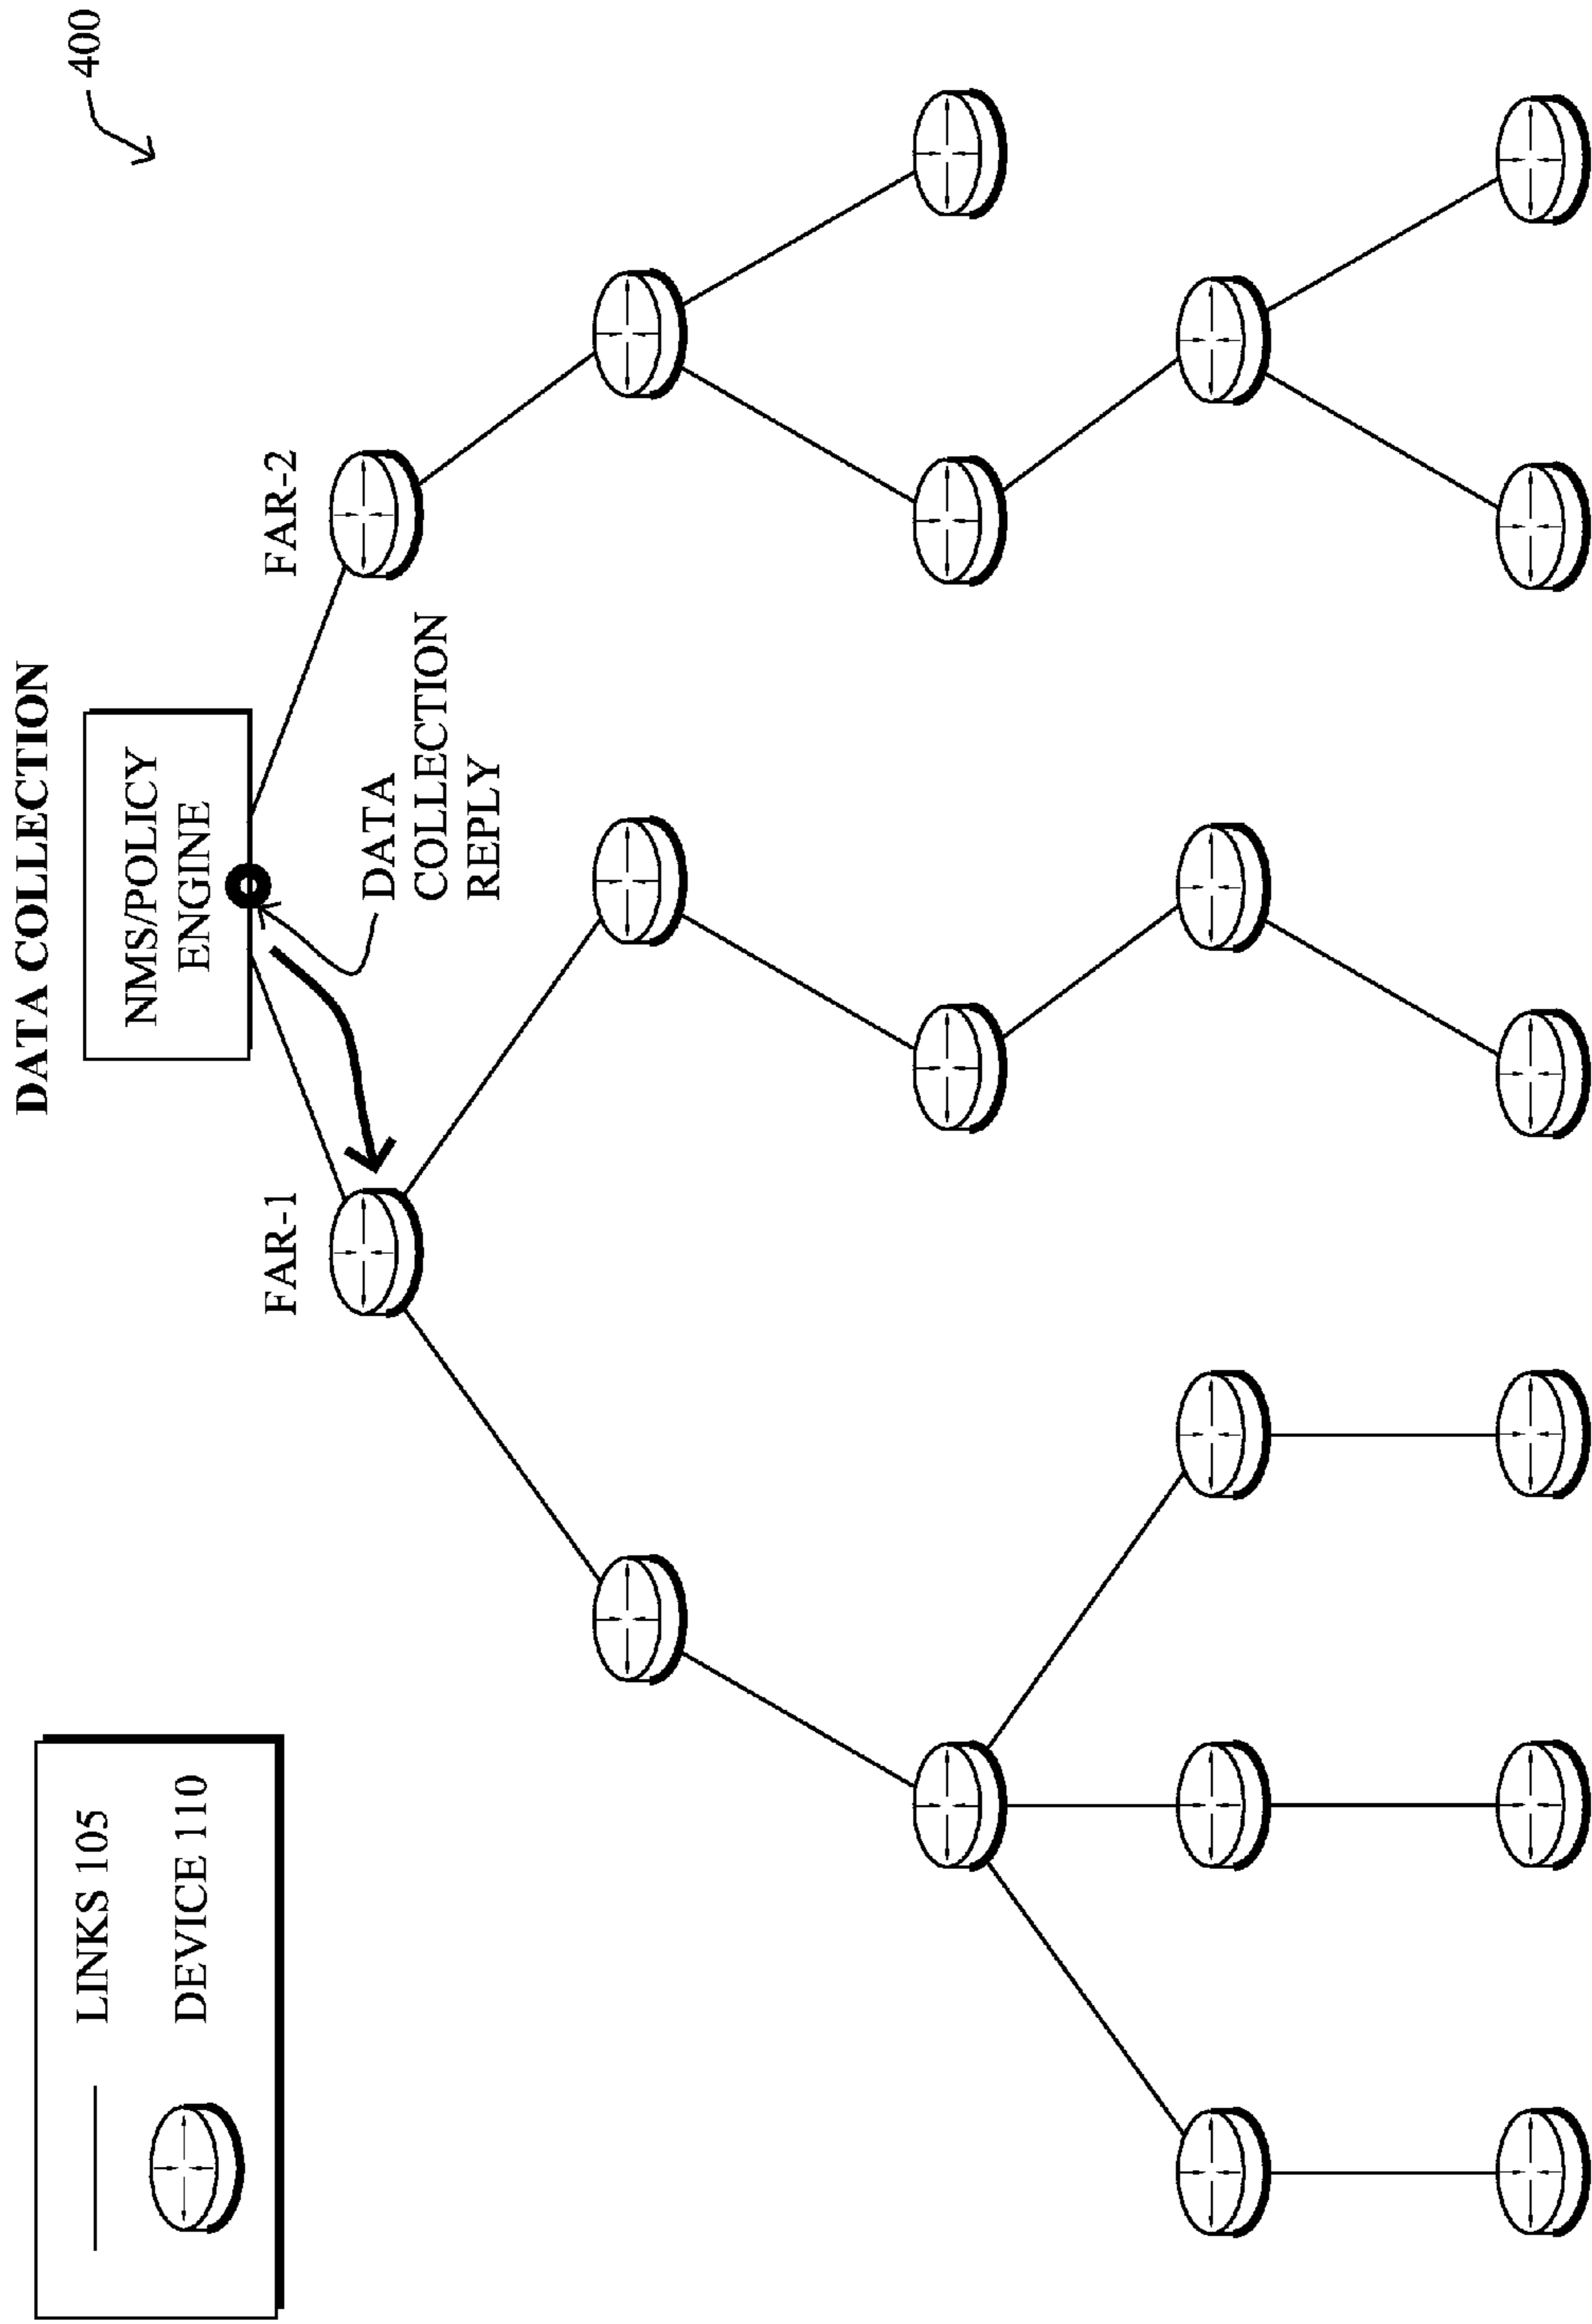 DATA COLLECTION
400
LINKS 105
DEVICE 110
NMS/POLICY
ENGINE
FAR-1
FAR-2
DATA
COLLECTION
REPLY